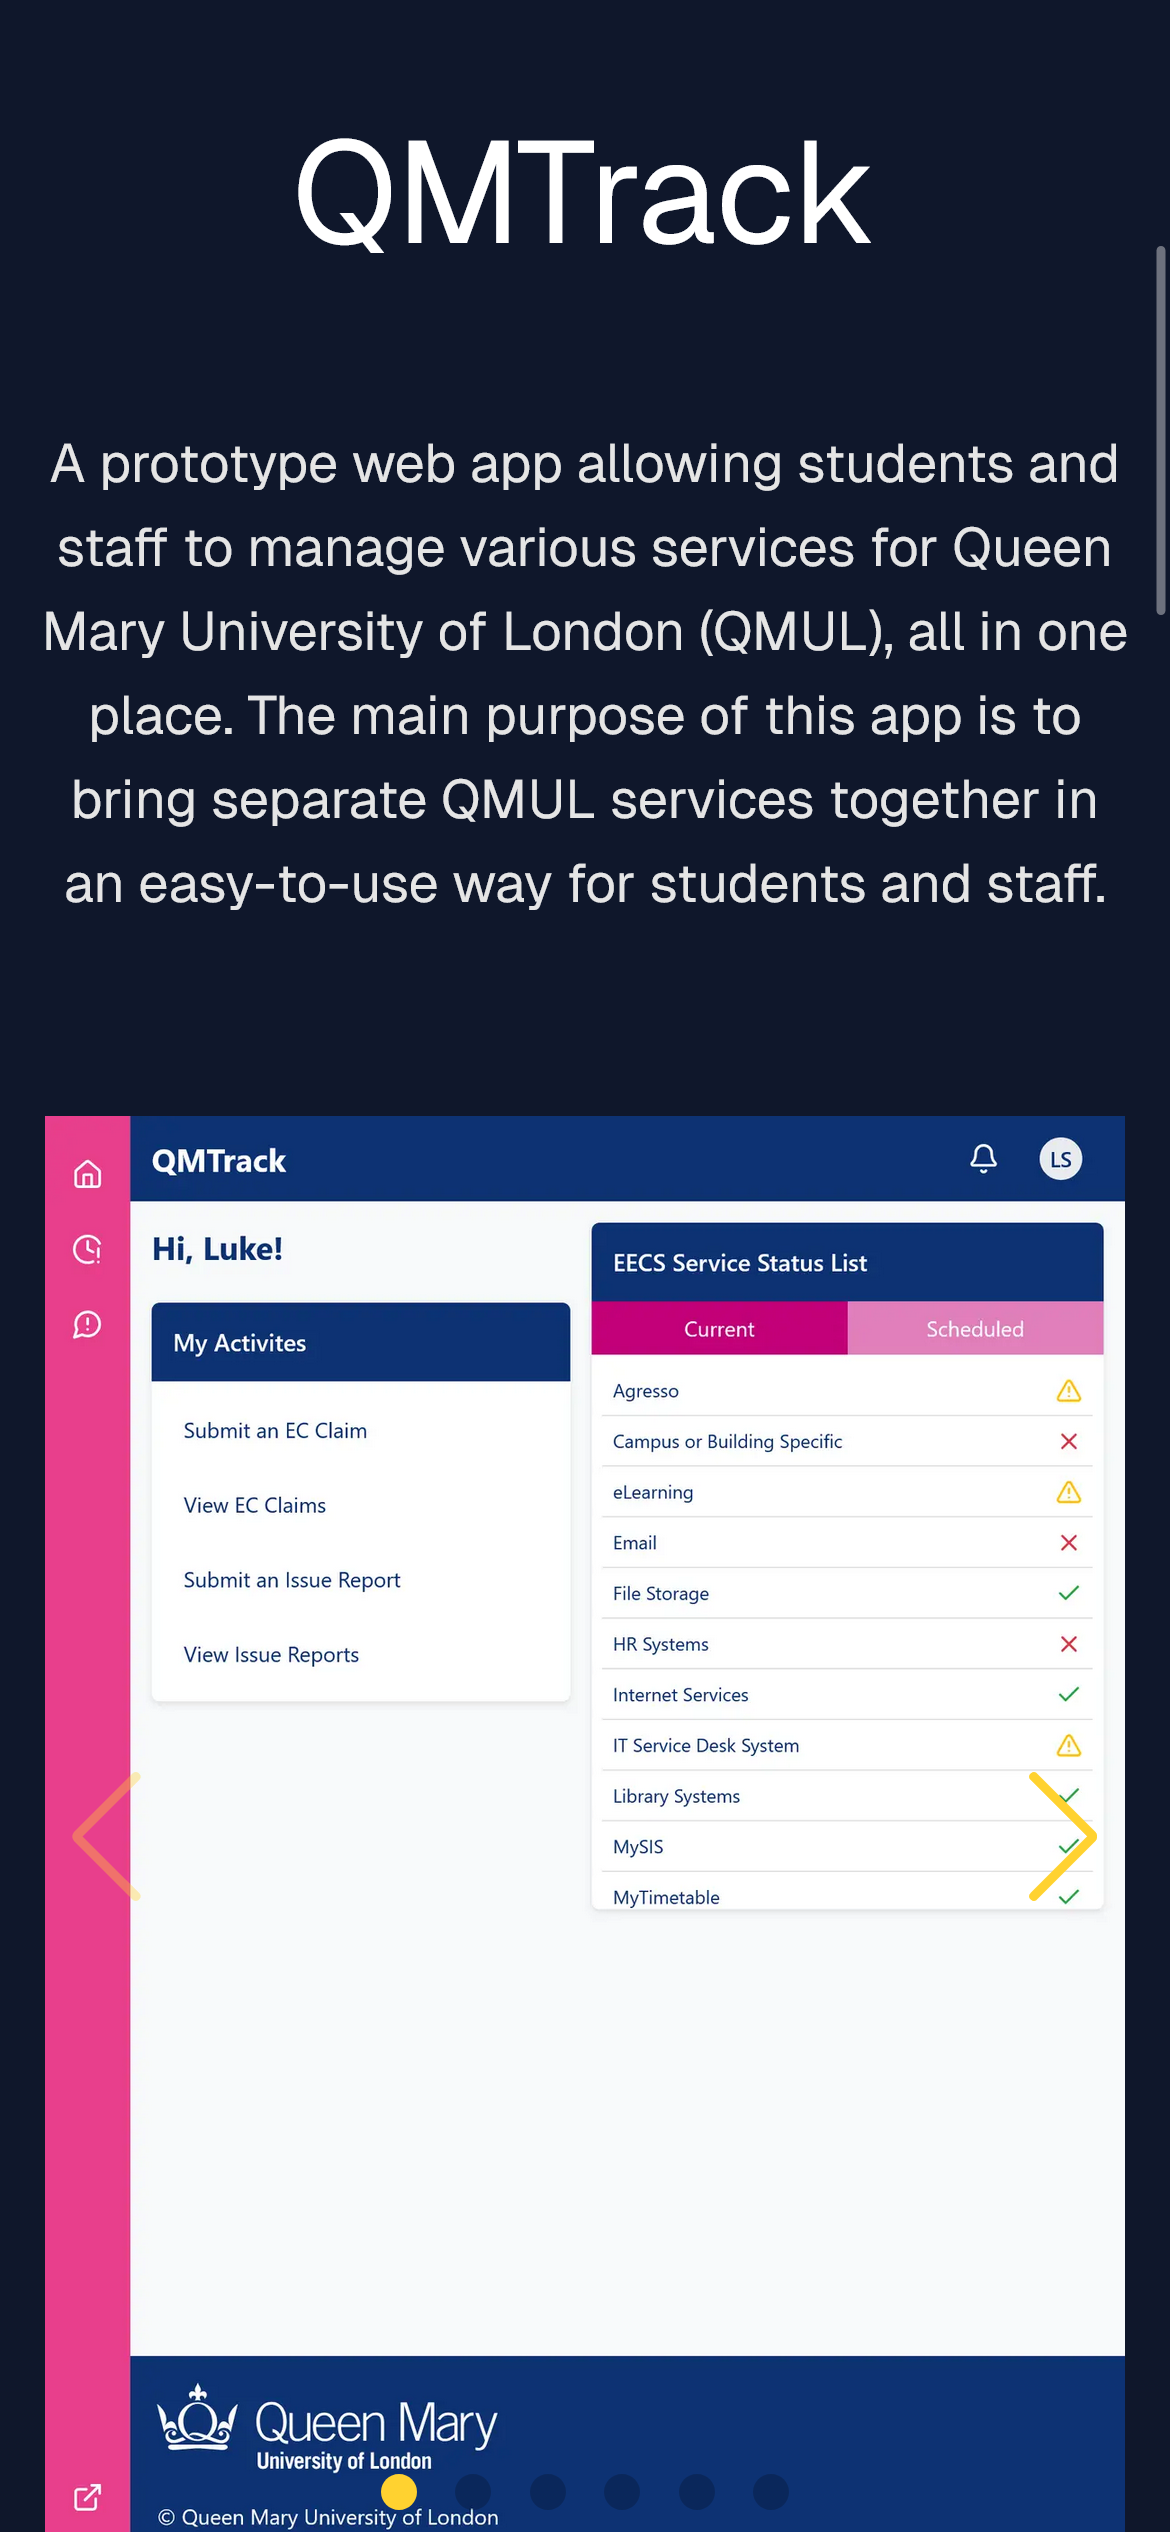 QMTrack
A prototype web app allowing students and
staff to manage various services for Queen
Mary University of London (QMUL), all in one
place. The main purpose of this app is to
bring separate QMUL services together in
an easy-to-use way for students and staff.
QMTrack
LS
Hi, Luke!
My Activites
Submit an EC Claim
View EC Claims
Submit an Issue Report
View Issue Reports
EECS Service Status List
Current
Scheduled
Agresso
Campus or Building Specific
eLearning
Email
File Storage
HR Systems
Internet Services
IT Service Desk System
Library Systems
MySIS
MyTimetable
Queen Mary
University of London
© Queen Mary University of London